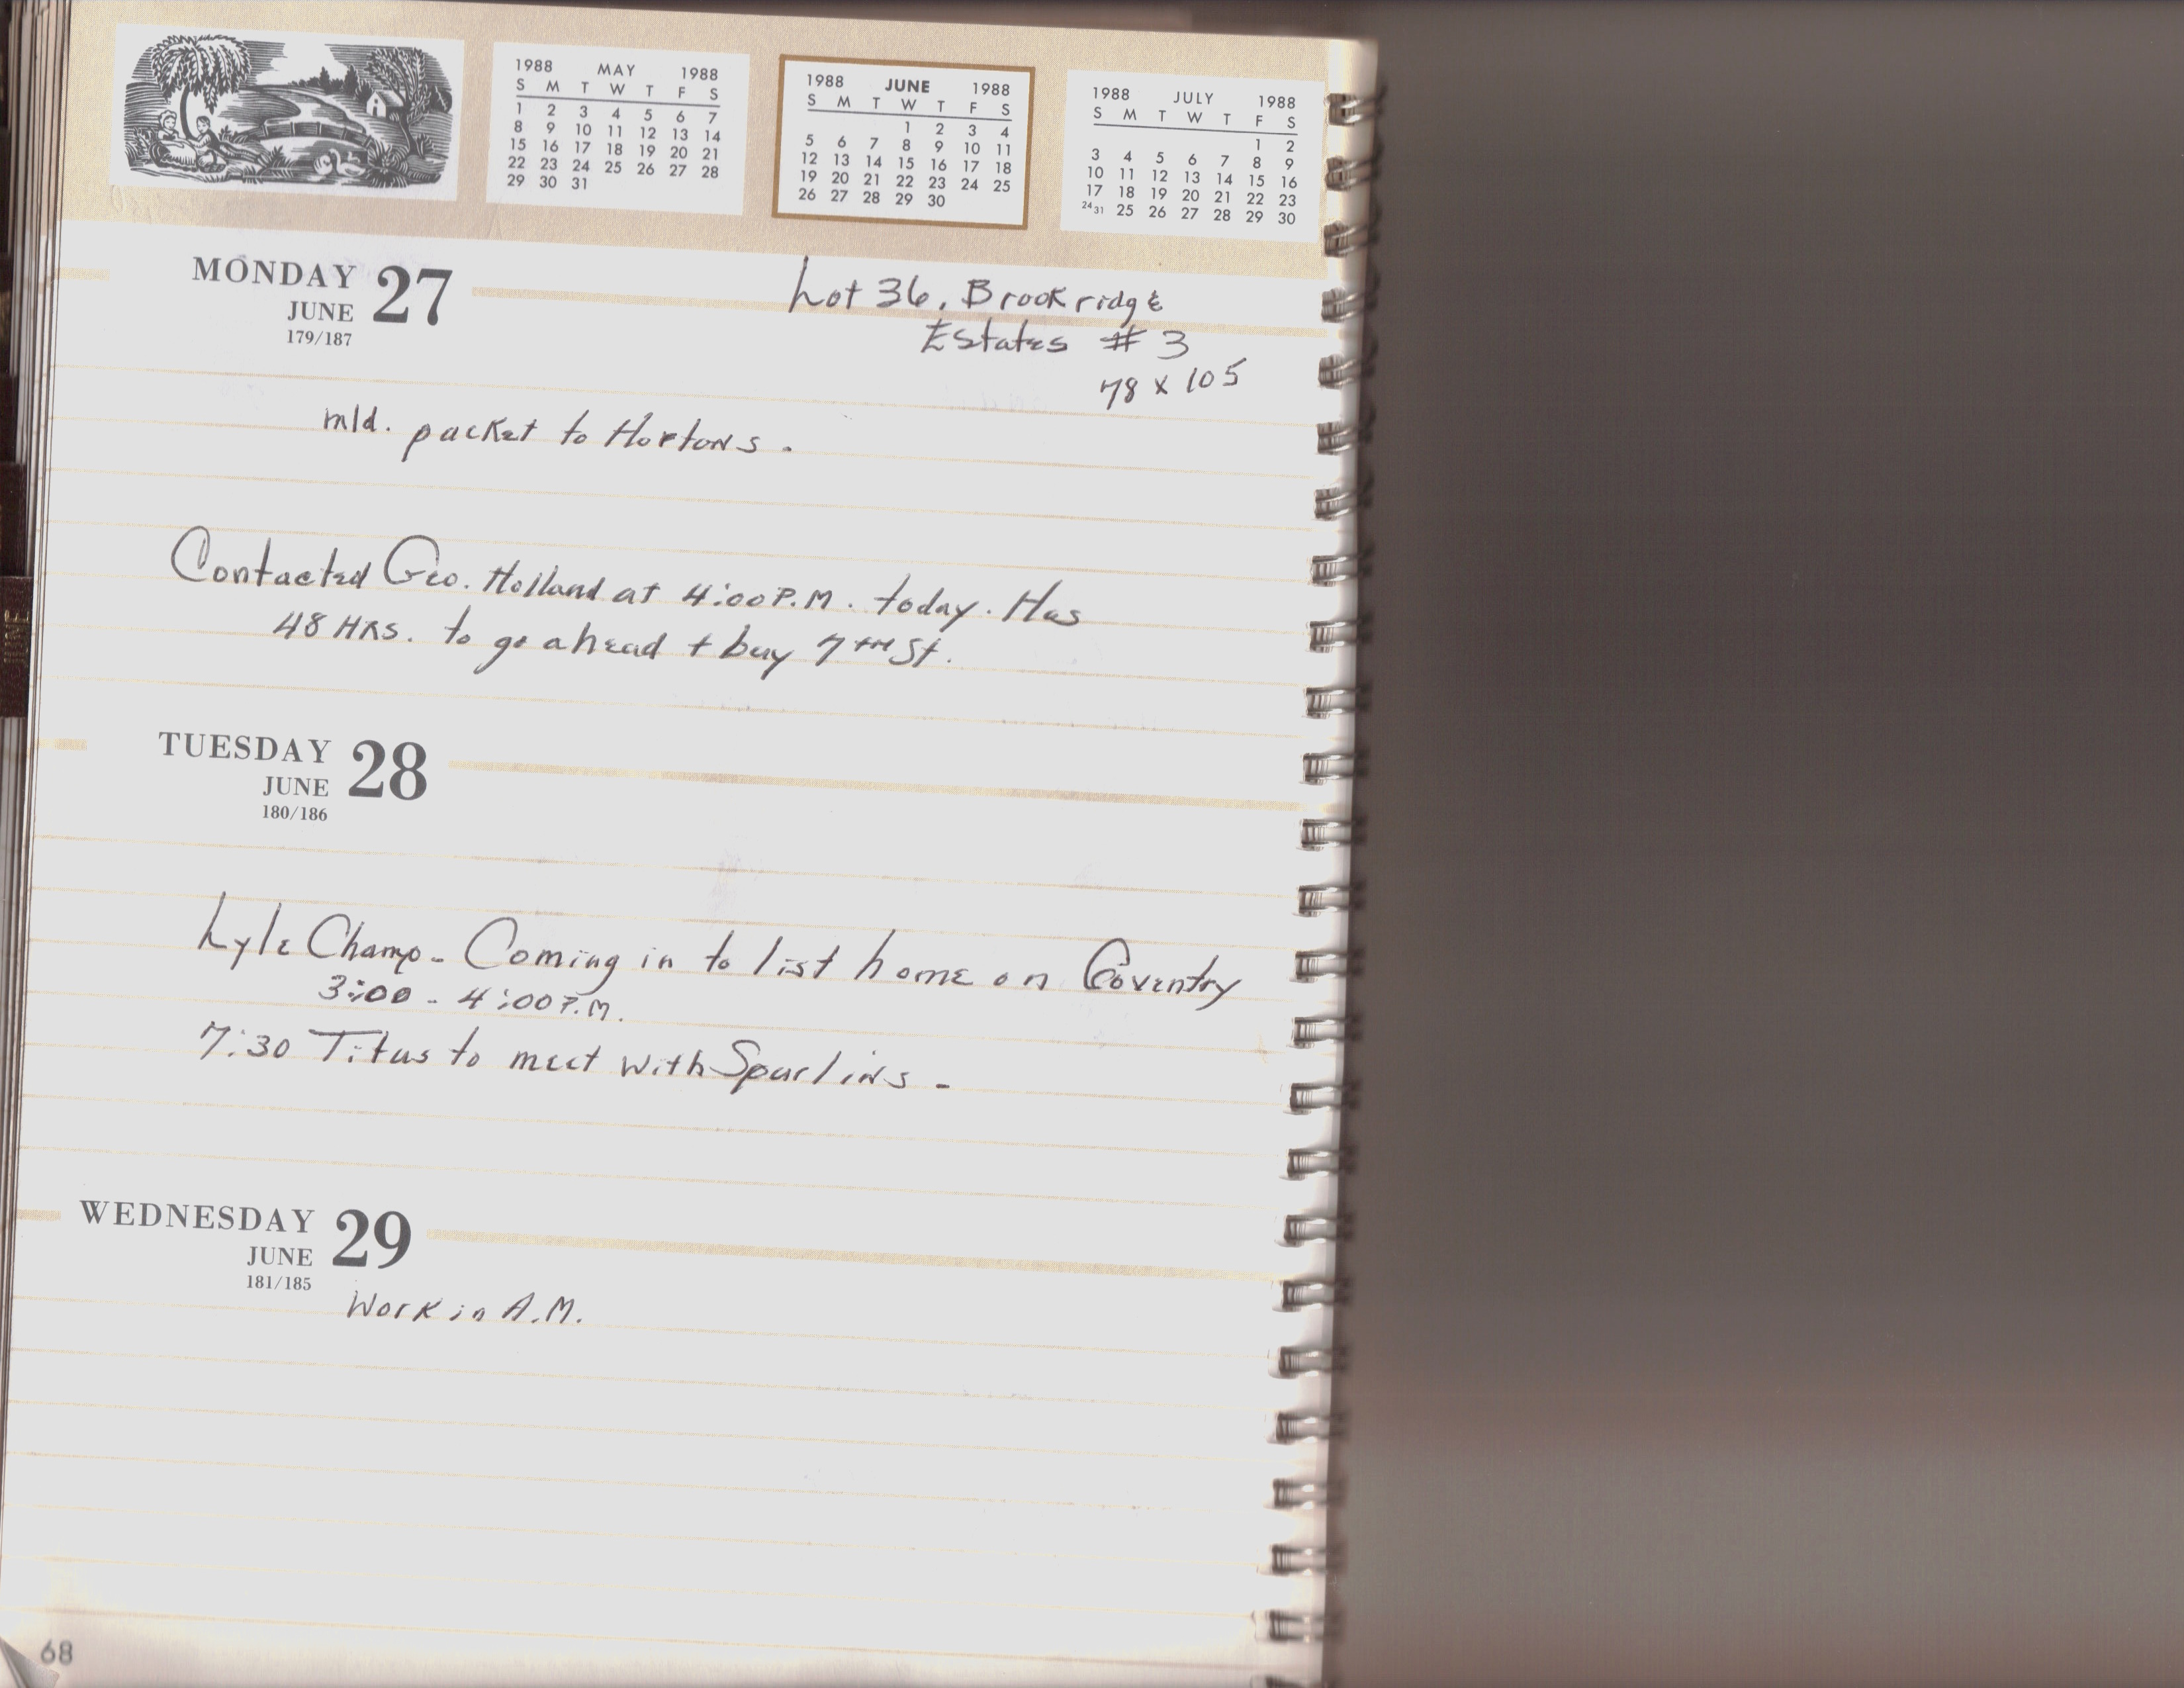 1988 MAY 1988
S M T W T F S
1 2 3 4 5 6 7
8 9 10 11 12 13 14
15 16 17 18 19 20 21
22 23 24 25 26 27 28
29 30 31
1988 JUNE 1988
S M T W T F S
1 2 3 4
5 6 7 8 9 10 11
12 13 14 15 16 17 18
19 20 21 22 23 24 25
26 27 28 29 30
1988 JULY 1988
S M T W T F S
1 2
3 4 5 6 7 8 9
10 11 12 13 14 15 16
17 18 19 20 21 22 23
24 31 25 26 27 28 29 30
MONDAY 27
JUNE
179/187
Lot 36, Brookridge
Estates # 3
78 x 105
mld. packet to Hortons.
Contacted Geo. Holland at 4:00 P.M. today. Has
48 HRS. to go ahead + buy 7TH St.
TUESDAY 28
JUNE
180/186
Lyle Champ - Coming in to list home on Coventry
3:00 - 4:00 P.M.
7:30 Titus to meet with Spurlins -
WEDNESDAY 29
JUNE
181/185
Work in A.M.
68
JUNE